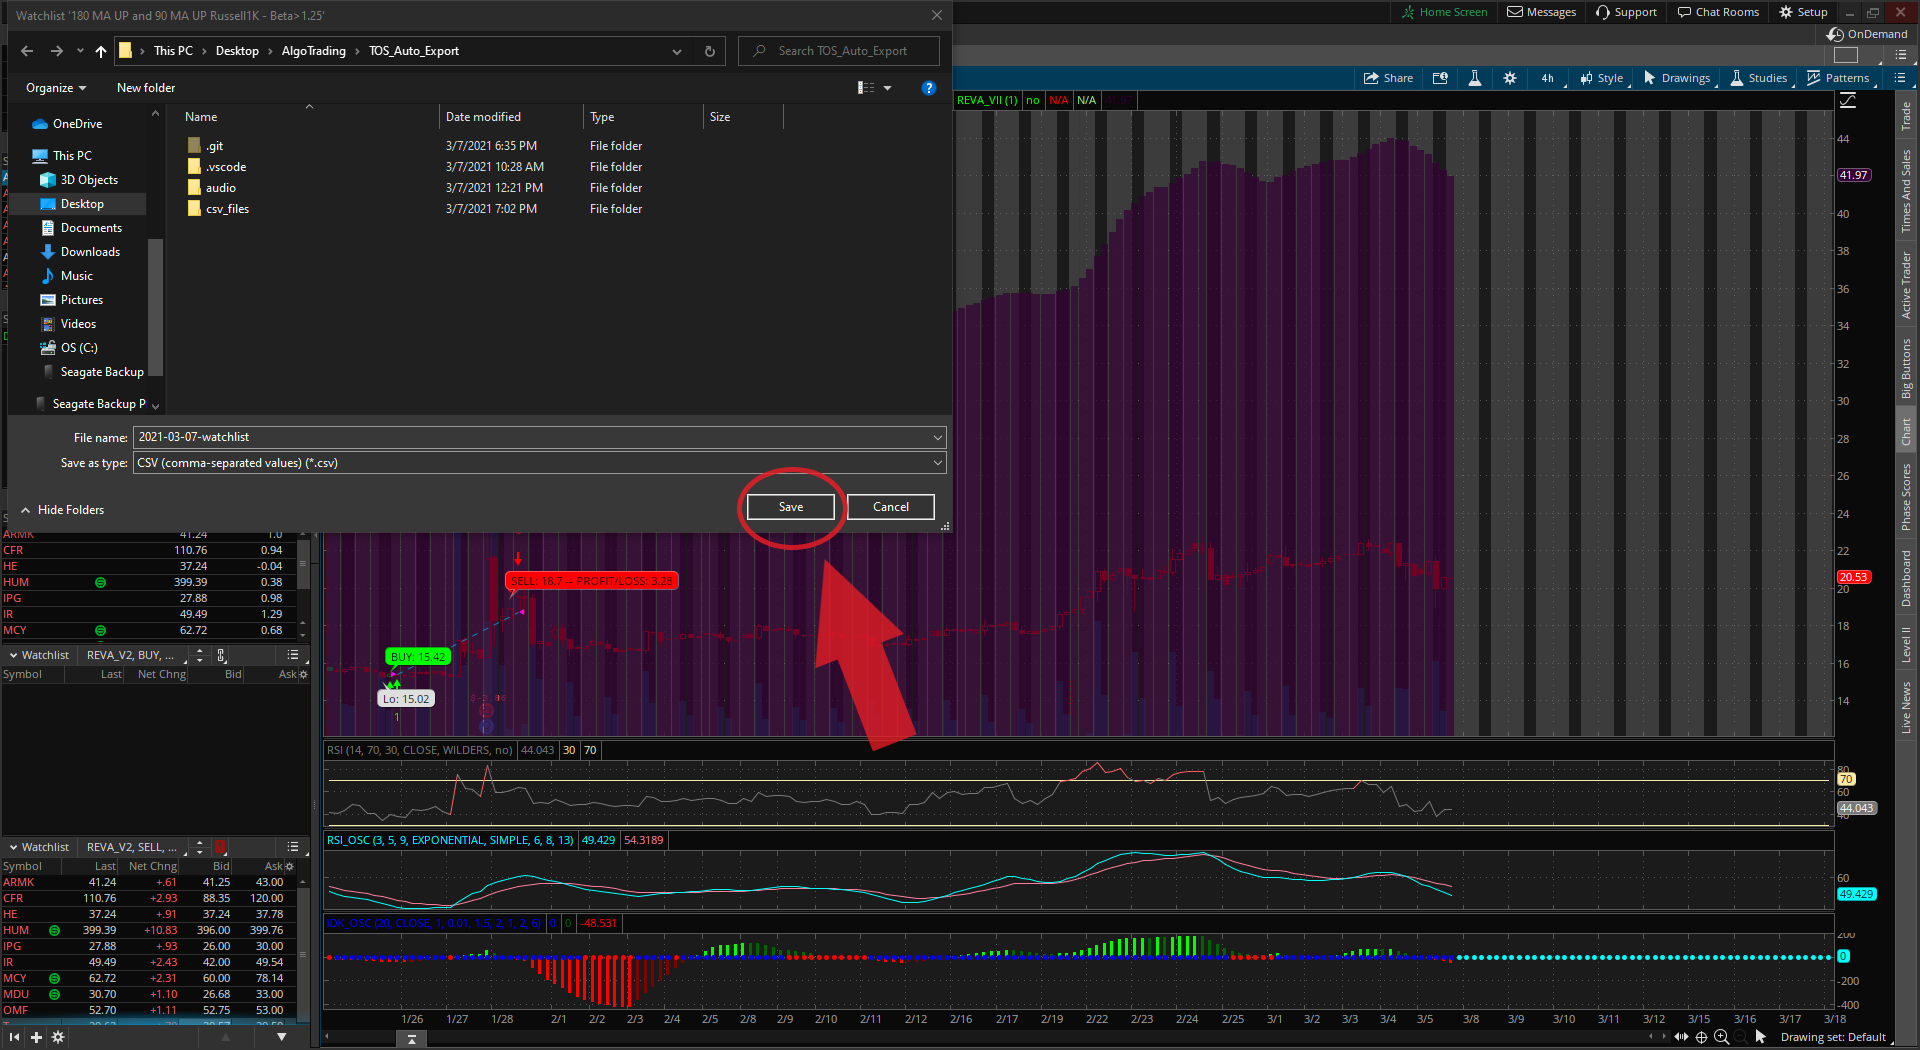 Watchlist '180 MA UP and 90 MA UP Russell1K - Beta>1.25'
Home Screen Messages Support Chat Rooms Setup
OnDemand
This PC Desktop AlgoTrading TOS_Auto_Export
Search TOS_Auto_Export
Organize New folder
Share 4h Style Drawings Studies Patterns
REVA_VII (1) no N/A N/A 41.97
Name Date modified Type Size
.git 3/7/2021 6:35 PM File folder
.vscode 3/7/2021 10:28 AM File folder
audio 3/7/2021 12:21 PM File folder
csv_files 3/7/2021 7:02 PM File folder
OneDrive
This PC
3D Objects
Desktop
Documents
Downloads
Music
Pictures
Videos
OS (C:)
Seagate Backup
Seagate Backup P
File name: 2021-03-07-watchlist
Save as type: CSV (comma-separated values) (*.csv)
Hide Folders
Save Cancel
44
41.97
40
38
36
34
32
30
28
26
24
22
20.53
20
18
16
14
Trade
Times And Sales
Active Trader
Big Buttons
Chart
Phase Scores
Dashboard
Level II
Live News
ARMK 41.24 1.0
CFR 110.76 0.94
HE 37.24 -0.04
HUM 399.39 0.38
IPG 27.88 0.98
IR 49.49 1.29
MCY 62.72 0.68
Watchlist REVA_V2, BUY, ...
Symbol Last Net Chng Bid Ask
SELL: 18.7 -- PROFIT/LOSS: 3.28
BUY: 15.42
Lo: 15.02
1
RSI (14, 70, 30, CLOSE, WILDERS, no) 44.043 30 70
80
70
60
44.043
40
RSI_OSC (3, 5, 9, EXPONENTIAL, SIMPLE, 6, 8, 13) 49.429 54.3189
60
49.429
IDK_OSC (20, CLOSE, 1, 0.01, 1.5, 2, 1, 2, 6) 0 0 -48.531
200
0
-200
-400
Watchlist REVA_V2, SELL, ...
Symbol Last Net Chng Bid Ask
ARMK 41.24 +.61 41.25 43.00
CFR 110.76 +2.93 88.35 120.00
HE 37.24 +.91 37.24 37.78
HUM 399.39 +10.83 396.00 399.76
IPG 27.88 +.93 26.00 30.00
IR 49.49 +2.43 42.00 49.54
MCY 62.72 +2.31 60.00 78.14
MDU 30.70 +1.10 26.68 33.00
OMF 52.70 +1.11 52.75 53.00
1/26 1/27 1/28 2/1 2/2 2/3 2/4 2/5 2/8 2/9 2/10 2/11 2/12 2/16 2/17 2/19 2/22 2/23 2/24 2/25 3/1 3/2 3/3 3/4 3/5 3/8 3/9 3/10 3/11 3/12 3/15 3/16 3/17 3/18
Drawing set: Default